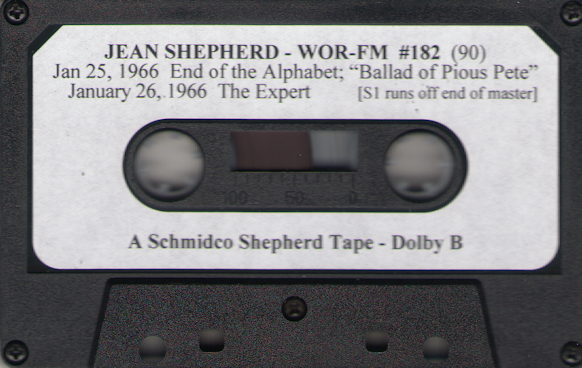 JEAN SHEPHERD - WOR-FM #182 (90)
Jan 25, 1966 End of the Alphabet; “Ballad of Pious Pete”
January 26, 1966 The Expert [S1 runs off end of master]
100 50 0
A Schmidco Shepherd Tape - Dolby B